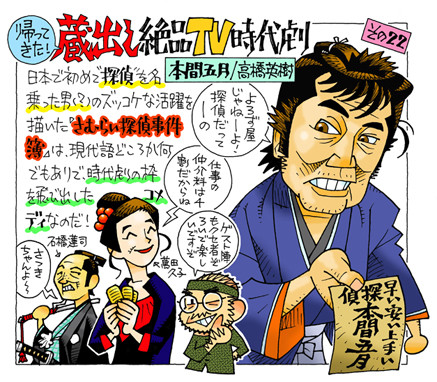 帰ってきた!
蔵出し絶品TV時代劇
その22
本間五月/高橋英樹
日本で初めて探偵を名
乗った男、そのズッコケな活躍を
描いた『さむらい探偵事件
簿』は、現代語どころか何
でもありで、時代劇の枠
を飛び出した コメ
ディなのだ!
よろず屋
じゃねーよ!
探偵だって
ーの
仕事の
仲介料は4
割だからね
萬田
久子
ゲスト陣
もクセ者ぞ
ろいで楽し
いですぞ
石橋蓮司
さつき
ちゃんよ〜
早い安い上手い
探偵
本間五月